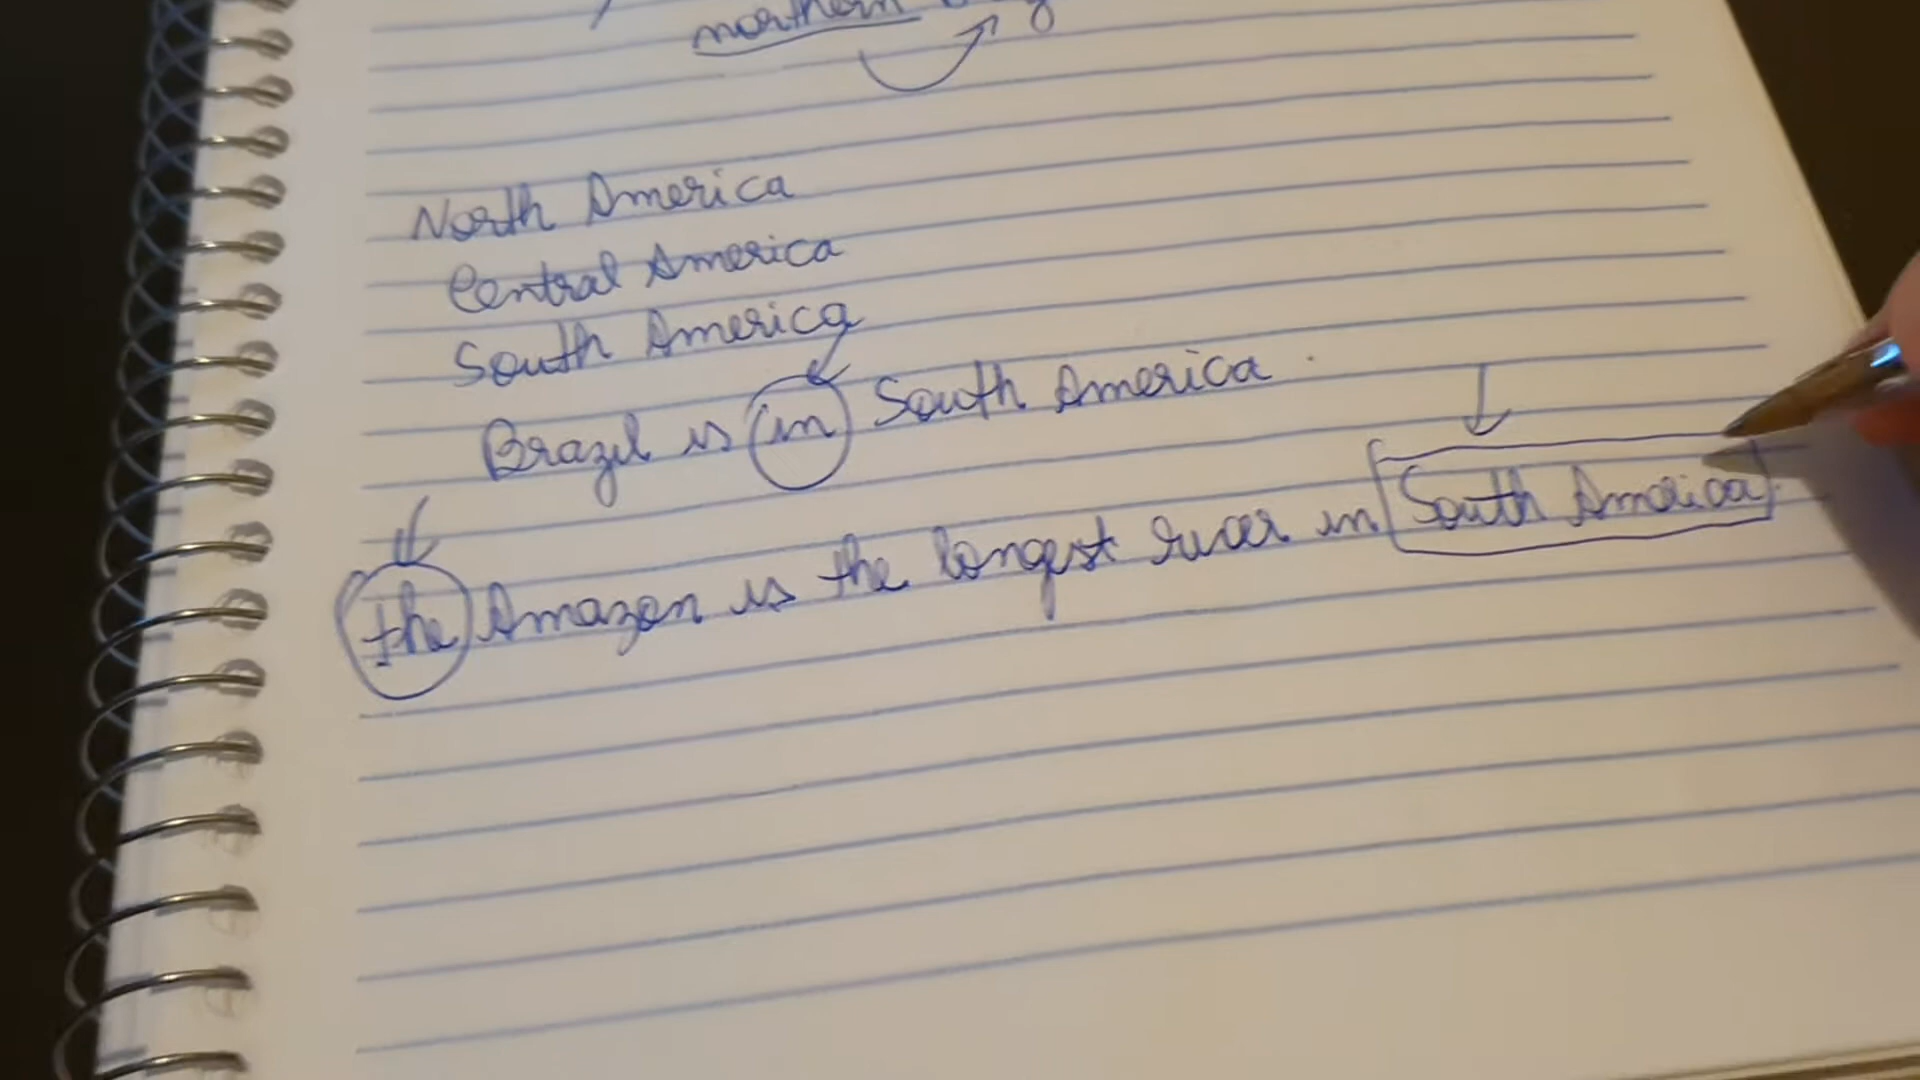 northern
North America
Central America
South America
Brazil is in South America.
the Amazon is the longest river in South America.